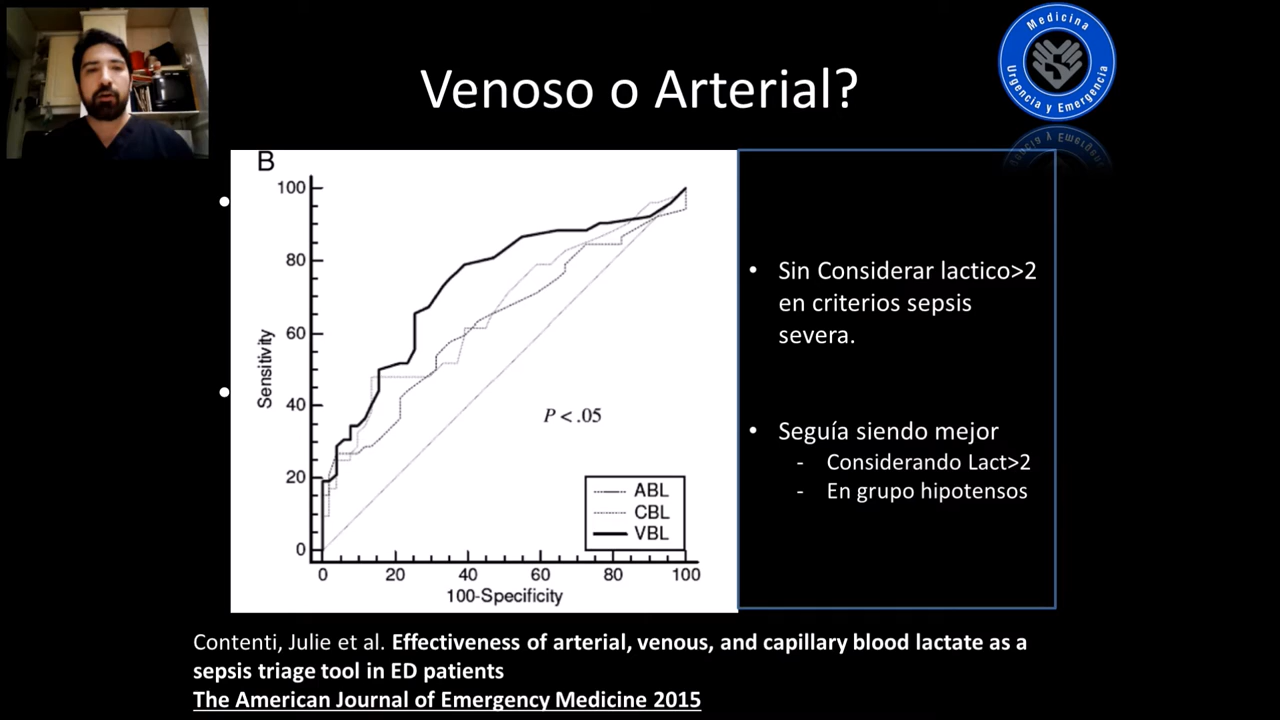 Venoso o Arterial?
Medicina
Urgencia y Emergencia
B
100
80
60
40
20
0
Sensitivity
P < .05
ABL
CBL
VBL
0 20 40 60 80 100
100-Specificity
• Sin Considerar lactico>2
en criterios sepsis
severa.
• Seguía siendo mejor
- Considerando Lact>2
- En grupo hipotensos
Contenti, Julie et al. Effectiveness of arterial, venous, and capillary blood lactate as a
sepsis triage tool in ED patients
The American Journal of Emergency Medicine 2015